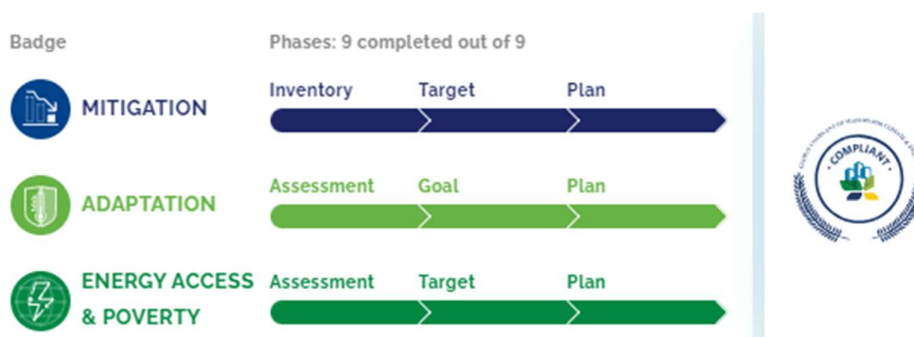 Badge
Phases: 9 completed out of 9
MITIGATION
Inventory
Target
Plan
ADAPTATION
Assessment
Goal
Plan
ENERGY ACCESS
& POVERTY
Assessment
Target
Plan
COMPLIANT